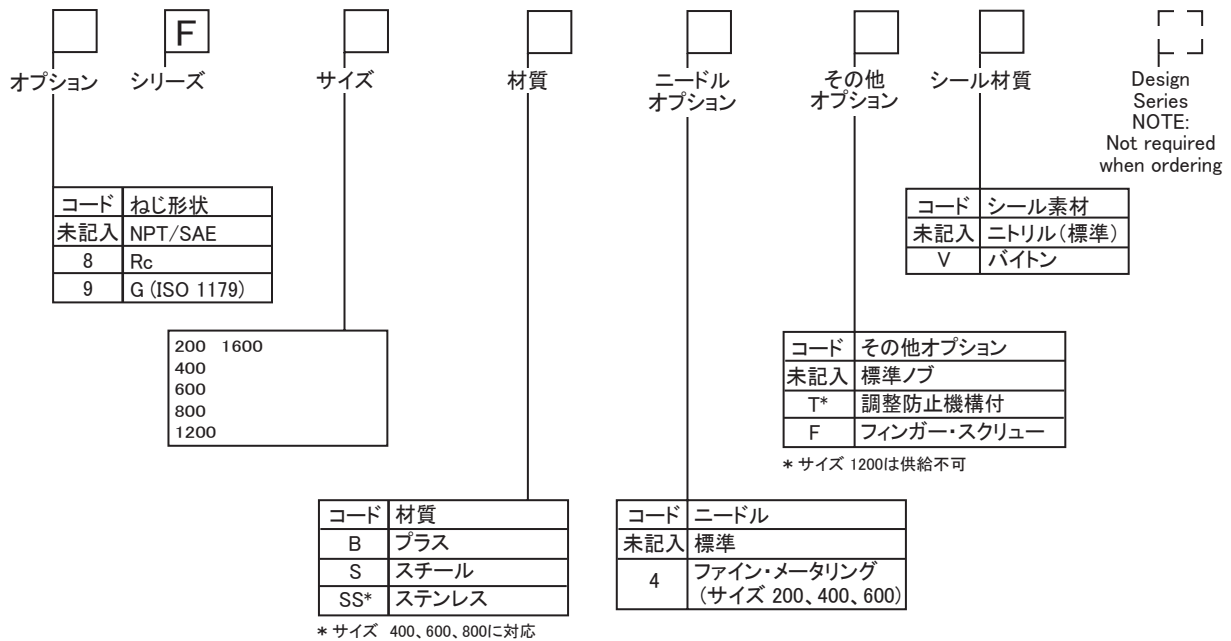 F
オプション
シリーズ
サイズ
材質
ニードル
オプション
その他
オプション
シール材質
Design
Series
NOTE:
Not required
when ordering
コード ねじ形状
未記入 NPT/SAE
8 Rc
9 G (ISO 1179)
コード シール素材
未記入 ニトリル(標準)
V バイトン
200 1600
400
600
800
1200
コード その他オプション
未記入 標準ノブ
T* 調整防止機構付
F フィンガー・スクリュー
* サイズ 1200は供給不可
コード 材質
B プラス
S スチール
SS* ステンレス
* サイズ 400、600、800に対応
コード ニードル
未記入 標準
4 ファイン・メータリング
(サイズ 200、400、600)